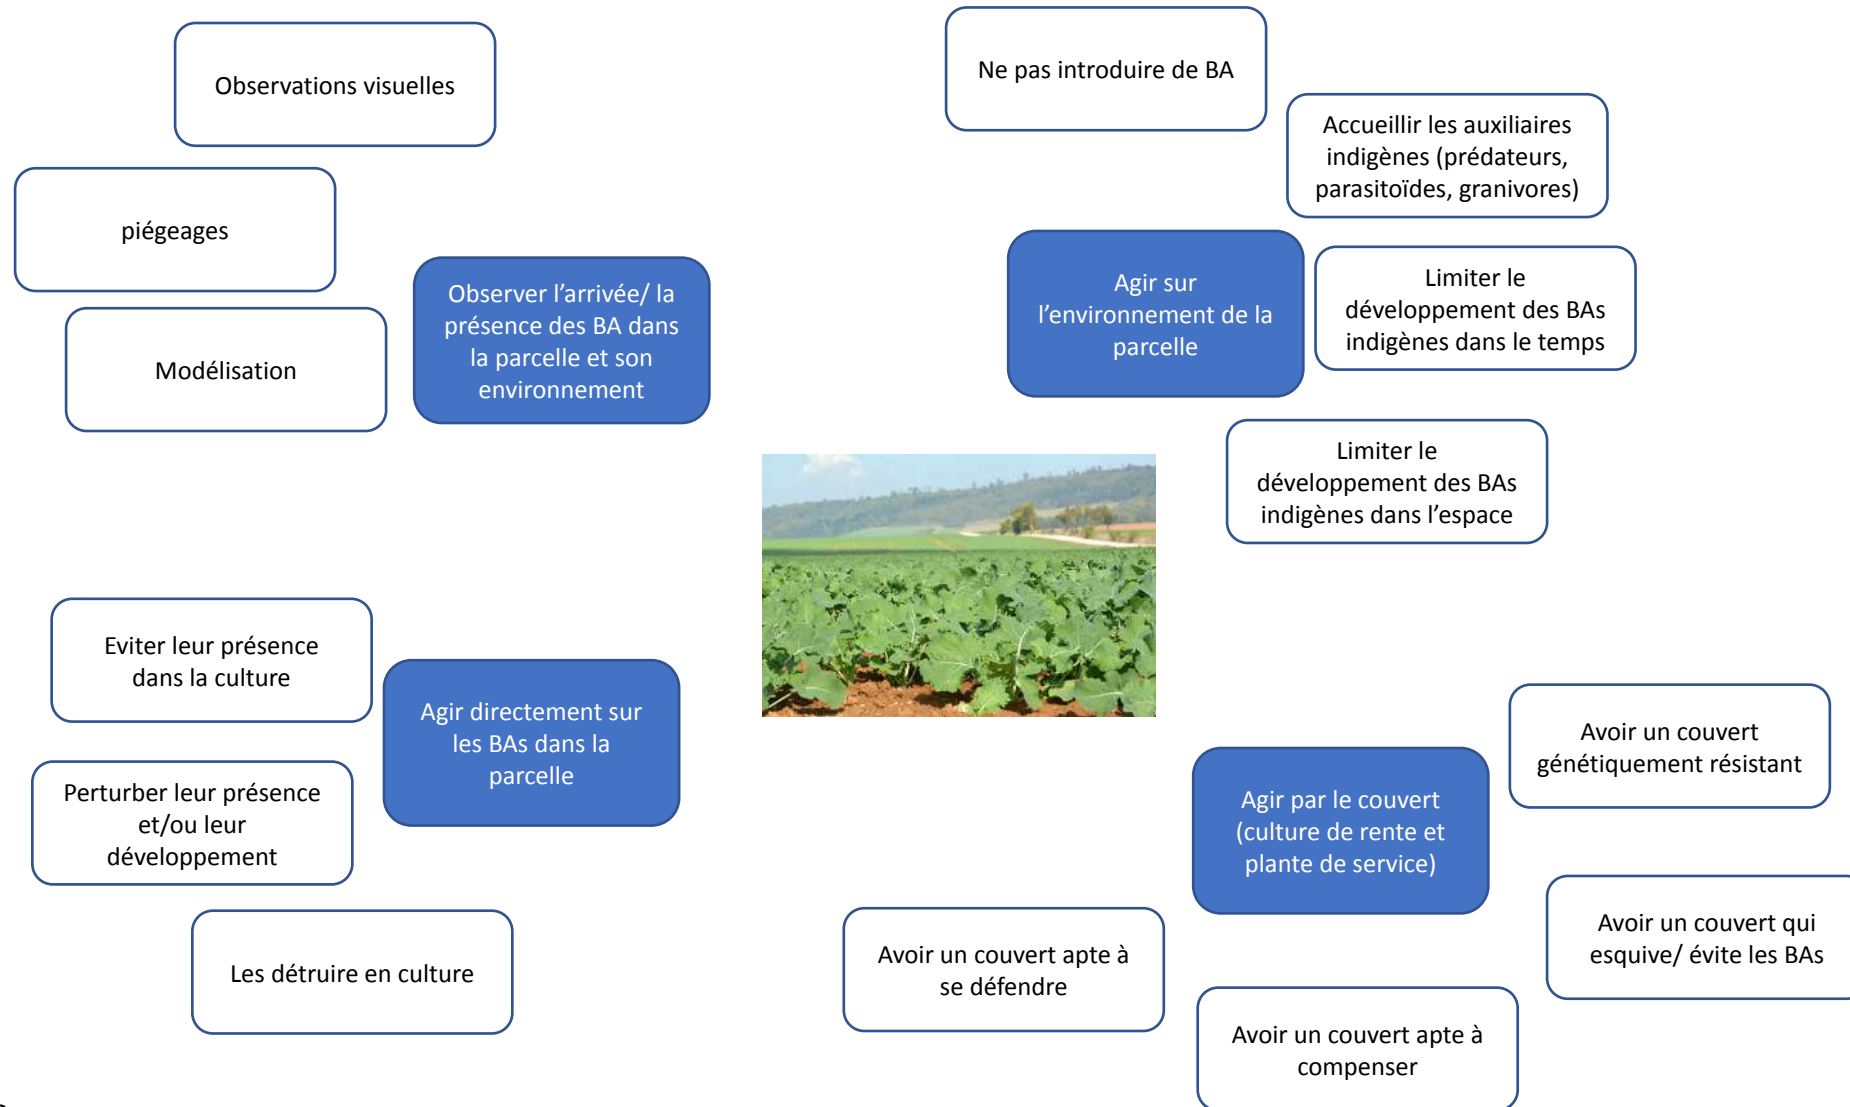 Observations visuelles
piégeages
Modélisation
Observer l’arrivée/ la
présence des BA dans
la parcelle et son
environnement
Ne pas introduire de BA
Accueillir les auxiliaires
indigènes (prédateurs,
parasitoïdes, granivores)
Agir sur
l’environnement de la
parcelle
Limiter le
développement des BAs
indigènes dans le temps
Limiter le
développement des BAs
indigènes dans l’espace
Eviter leur présence
dans la culture
Agir directement sur
les BAs dans la
parcelle
Perturber leur présence
et/ou leur
développement
Les détruire en culture
Avoir un couvert
génétiquement résistant
Agir par le couvert
(culture de rente et
plante de service)
Avoir un couvert qui
esquive/ évite les BAs
Avoir un couvert apte à
se défendre
Avoir un couvert apte à
compenser